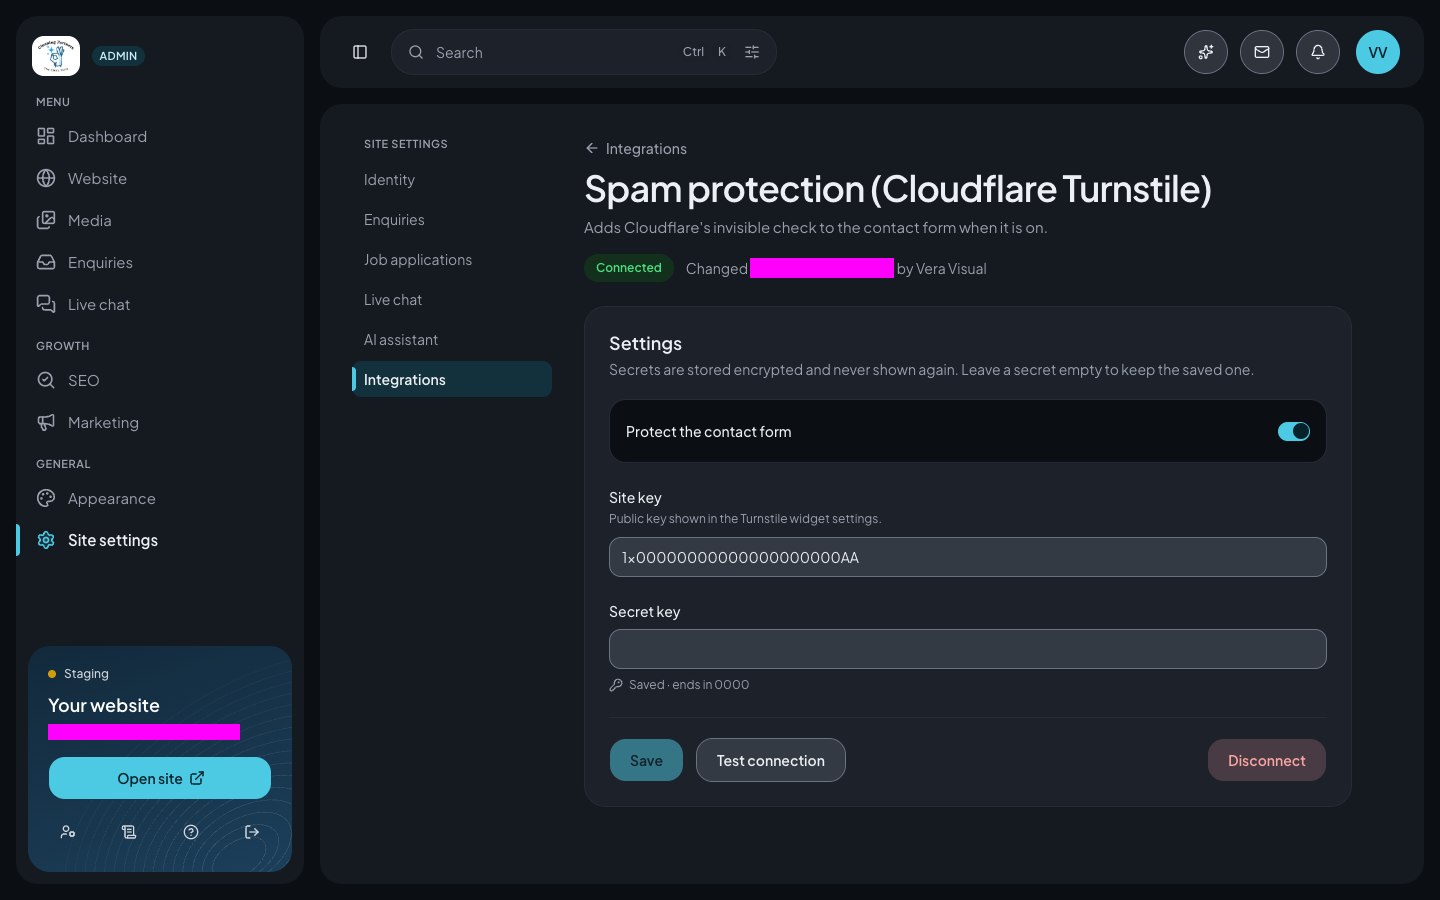 ADMIN
MENU
Dashboard
Website
Media
Enquiries
Live chat
GROWTH
SEO
Marketing
GENERAL
Appearance
Site settings
Staging
Your website
Open site
Search
Ctrl K
VV
SITE SETTINGS
Identity
Enquiries
Job applications
Live chat
AI assistant
Integrations
Integrations
Spam protection (Cloudflare Turnstile)
Adds Cloudflare's invisible check to the contact form when it is on.
Connected
Changed by Vera Visual
Settings
Secrets are stored encrypted and never shown again. Leave a secret empty to keep the saved one.
Protect the contact form
Site key
Public key shown in the Turnstile widget settings.
1x00000000000000000000AA
Secret key
Saved · ends in 0000
Save
Test connection
Disconnect